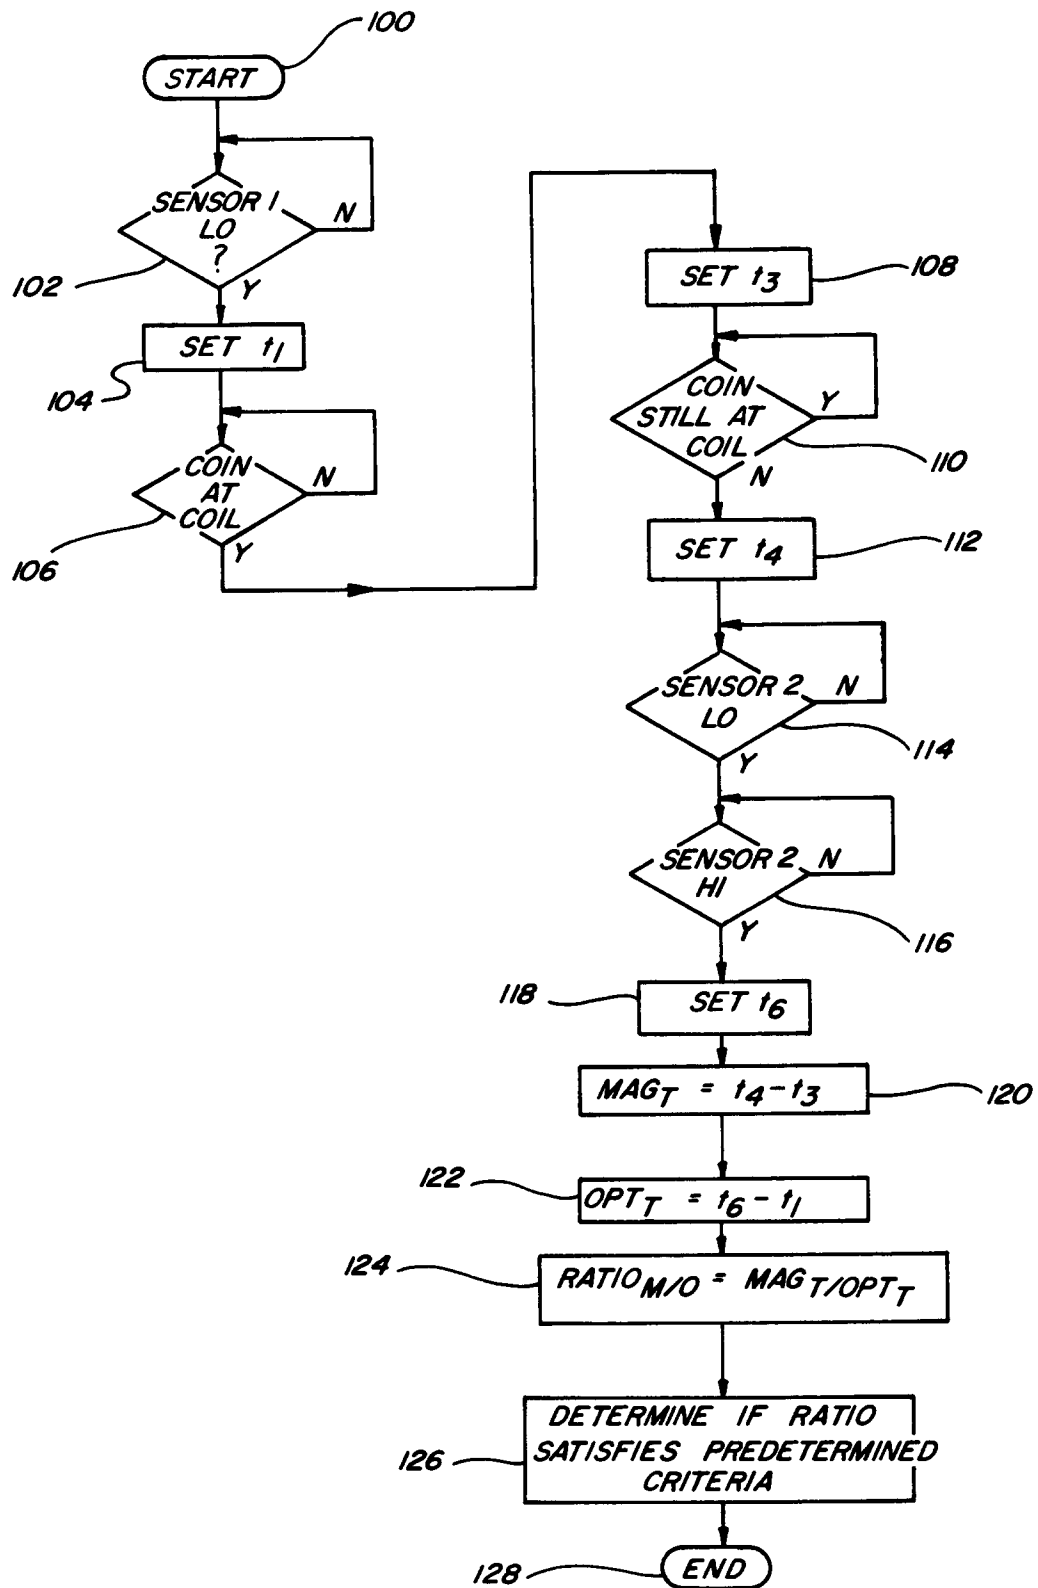 100
START
SENSOR 1
LO
?
N
102
Y
SET t1
104
COIN
AT
COIL
N
106
Y
SET t3
108
COIN
STILL AT
COIL
Y
110
N
SET t4
112
SENSOR 2
LO
N
114
Y
SENSOR 2
HI
N
116
Y
118
SET t6
MAGT = t4-t3
120
122
OPTT = t6-t1
124
RATIOM/O = MAGT/OPTT
DETERMINE IF RATIO
SATISFIES PREDETERMINED
CRITERIA
126
128
END